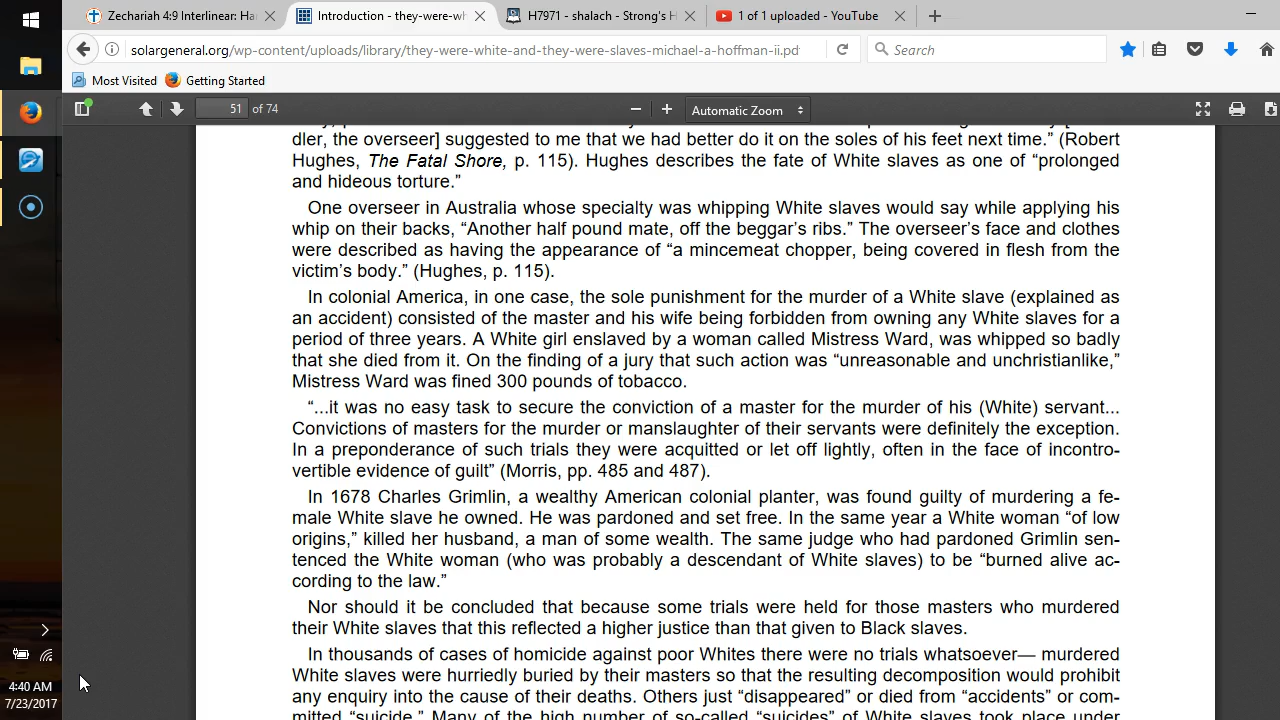 Zechariah 4:9 Interlinear: Ha
Introduction - they-were-wh
H7971 - shalach - Strong's H
1 of 1 uploaded - YouTube
solargeneral.org/wp-content/uploads/library/they-were-white-and-they-were-slaves-michael-a-hoffman-ii.pd
Search
Most Visited
Getting Started
51 of 74
Automatic Zoom
dler, the overseer] suggested to me that we had better do it on the soles of his feet next time.” (Robert
Hughes, The Fatal Shore, p. 115). Hughes describes the fate of White slaves as one of “prolonged
and hideous torture.”
One overseer in Australia whose specialty was whipping White slaves would say while applying his
whip on their backs, “Another half pound mate, off the beggar’s ribs.” The overseer’s face and clothes
were described as having the appearance of “a mincemeat chopper, being covered in flesh from the
victim’s body.” (Hughes, p. 115).
In colonial America, in one case, the sole punishment for the murder of a White slave (explained as
an accident) consisted of the master and his wife being forbidden from owning any White slaves for a
period of three years. A White girl enslaved by a woman called Mistress Ward, was whipped so badly
that she died from it. On the finding of a jury that such action was “unreasonable and unchristianlike,”
Mistress Ward was fined 300 pounds of tobacco.
“...it was no easy task to secure the conviction of a master for the murder of his (White) servant...
Convictions of masters for the murder or manslaughter of their servants were definitely the exception.
In a preponderance of such trials they were acquitted or let off lightly, often in the face of incontro-
vertible evidence of guilt” (Morris, pp. 485 and 487).
In 1678 Charles Grimlin, a wealthy American colonial planter, was found guilty of murdering a fe-
male White slave he owned. He was pardoned and set free. In the same year a White woman “of low
origins,” killed her husband, a man of some wealth. The same judge who had pardoned Grimlin sen-
tenced the White woman (who was probably a descendant of White slaves) to be “burned alive ac-
cording to the law.”
Nor should it be concluded that because some trials were held for those masters who murdered
their White slaves that this reflected a higher justice than that given to Black slaves.
In thousands of cases of homicide against poor Whites there were no trials whatsoever— murdered
White slaves were hurriedly buried by their masters so that the resulting decomposition would prohibit
any enquiry into the cause of their deaths. Others just “disappeared” or died from “accidents” or com-
mitted “suicide.” Many of the high number of so-called “suicides” of White slaves took place under
4:40 AM
7/23/2017